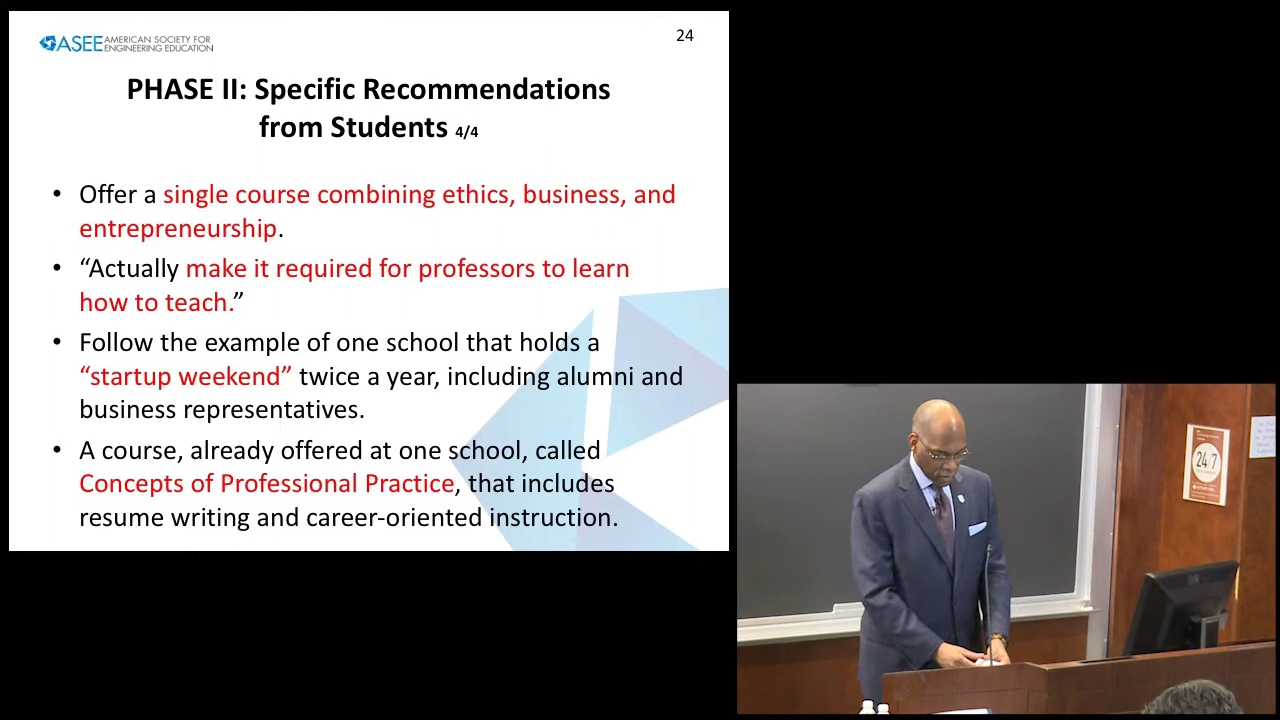 ASEE AMERICAN SOCIETY FOR
ENGINEERING EDUCATION
24
PHASE II: Specific Recommendations
from Students 4/4
• Offer a single course combining ethics, business, and
entrepreneurship.
• “Actually make it required for professors to learn
how to teach.”
• Follow the example of one school that holds a
“startup weekend” twice a year, including alumni and
business representatives.
• A course, already offered at one school, called
Concepts of Professional Practice, that includes
resume writing and career-oriented instruction.
24 7